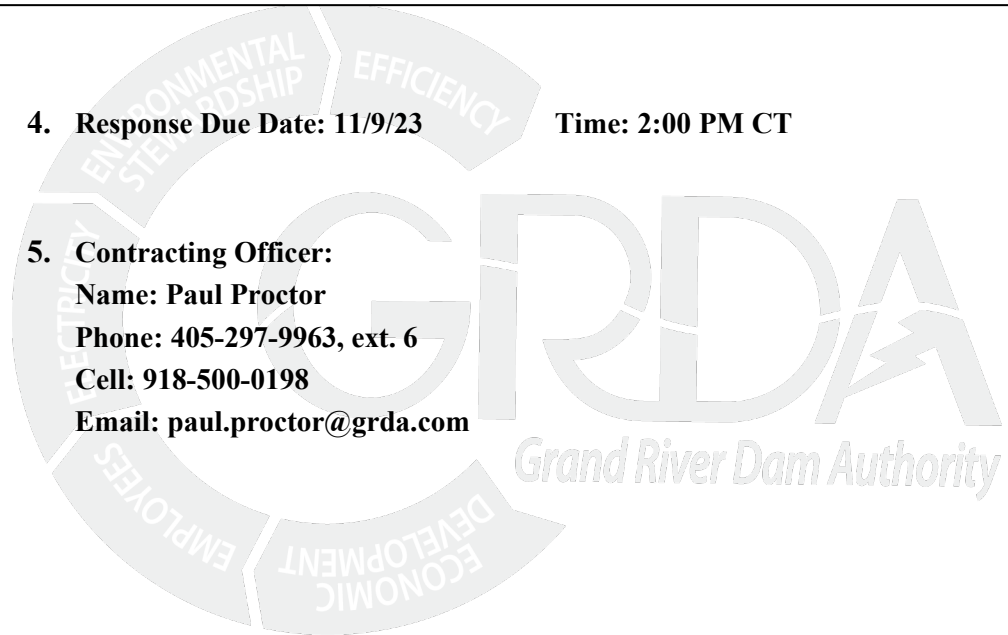 4. Response Due Date: 11/9/23 Time: 2:00 PM CT
5. Contracting Officer:
Name: Paul Proctor
Phone: 405-297-9963, ext. 6
Cell: 918-500-0198
Email: paul.proctor@grda.com
ENVIRONMENTAL
STEWARDSHIP
EFFICIENCY
ELECTRICITY
EMPLOYEES
ECONOMIC
DEVELOPMENT
GRDA
Grand River Dam Authority